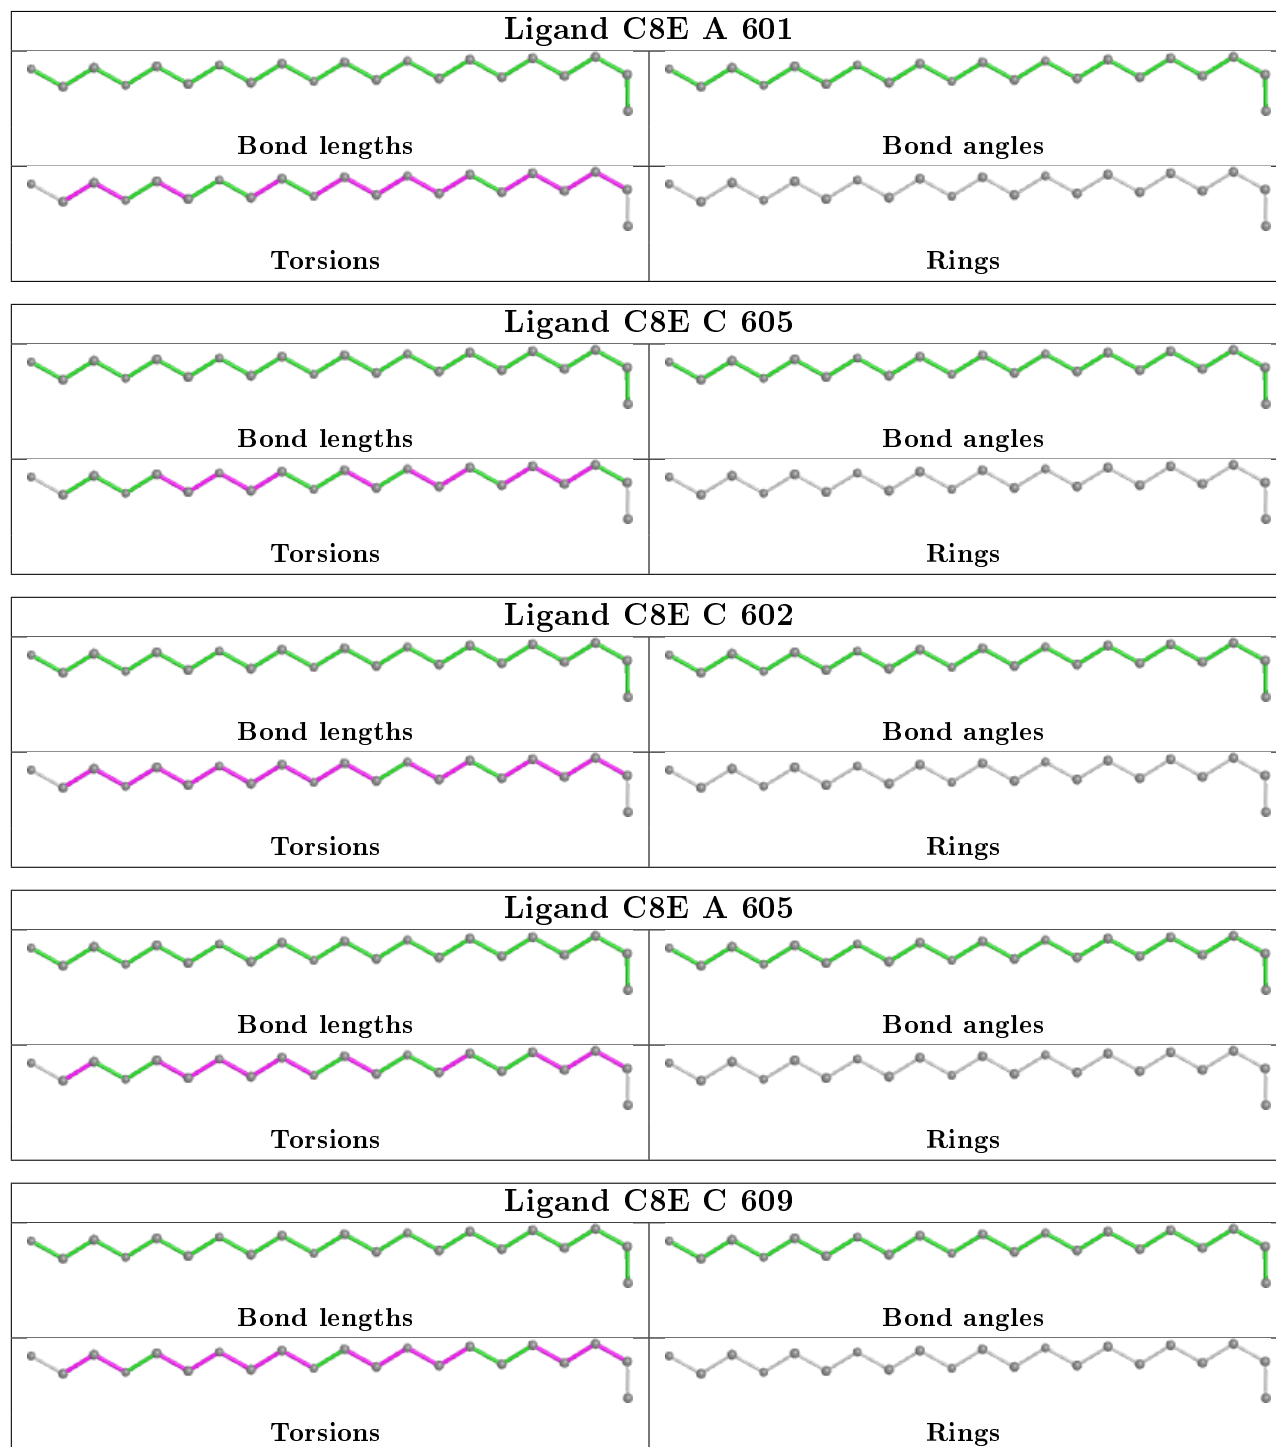 Ligand C8E A 601
Bond lengths
Bond angles
Torsions
Rings
Ligand C8E C 605
Bond lengths
Bond angles
Torsions
Rings
Ligand C8E C 602
Bond lengths
Bond angles
Torsions
Rings
Ligand C8E A 605
Bond lengths
Bond angles
Torsions
Rings
Ligand C8E C 609
Bond lengths
Bond angles
Torsions
Rings